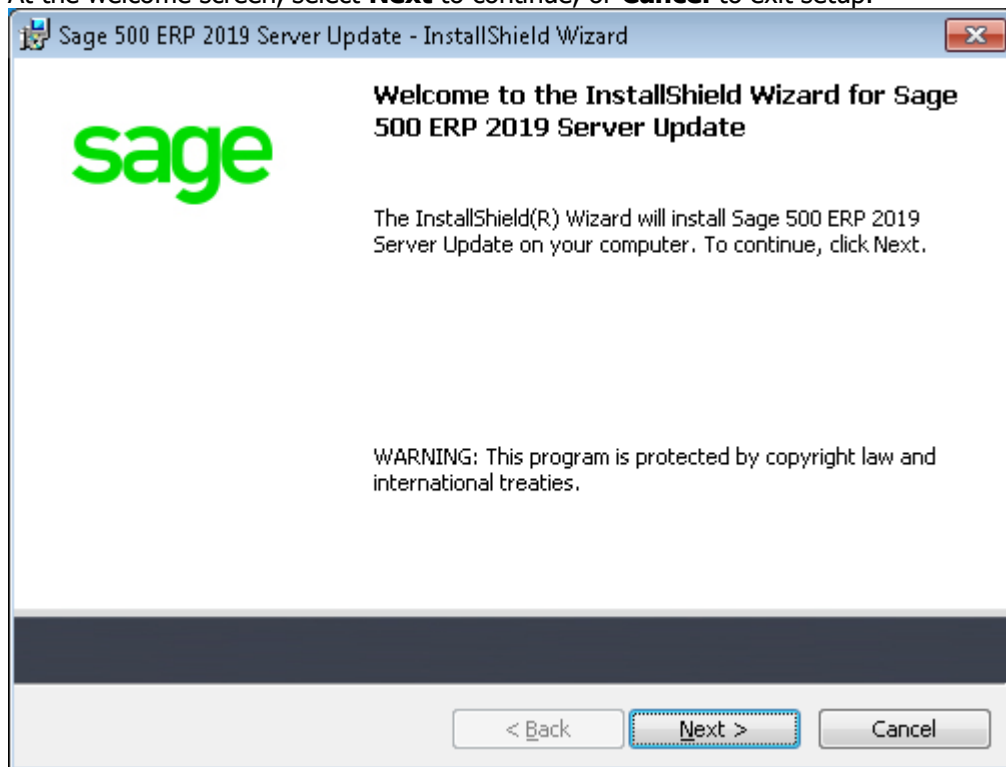 At the welcome screen, select Next to continue, or Cancel to exit setup.
Sage 500 ERP 2019 Server Update - InstallShield Wizard
sage
Welcome to the InstallShield Wizard for Sage
500 ERP 2019 Server Update
The InstallShield(R) Wizard will install Sage 500 ERP 2019
Server Update on your computer. To continue, click Next.
WARNING: This program is protected by copyright law and
international treaties.
< Back Next > Cancel